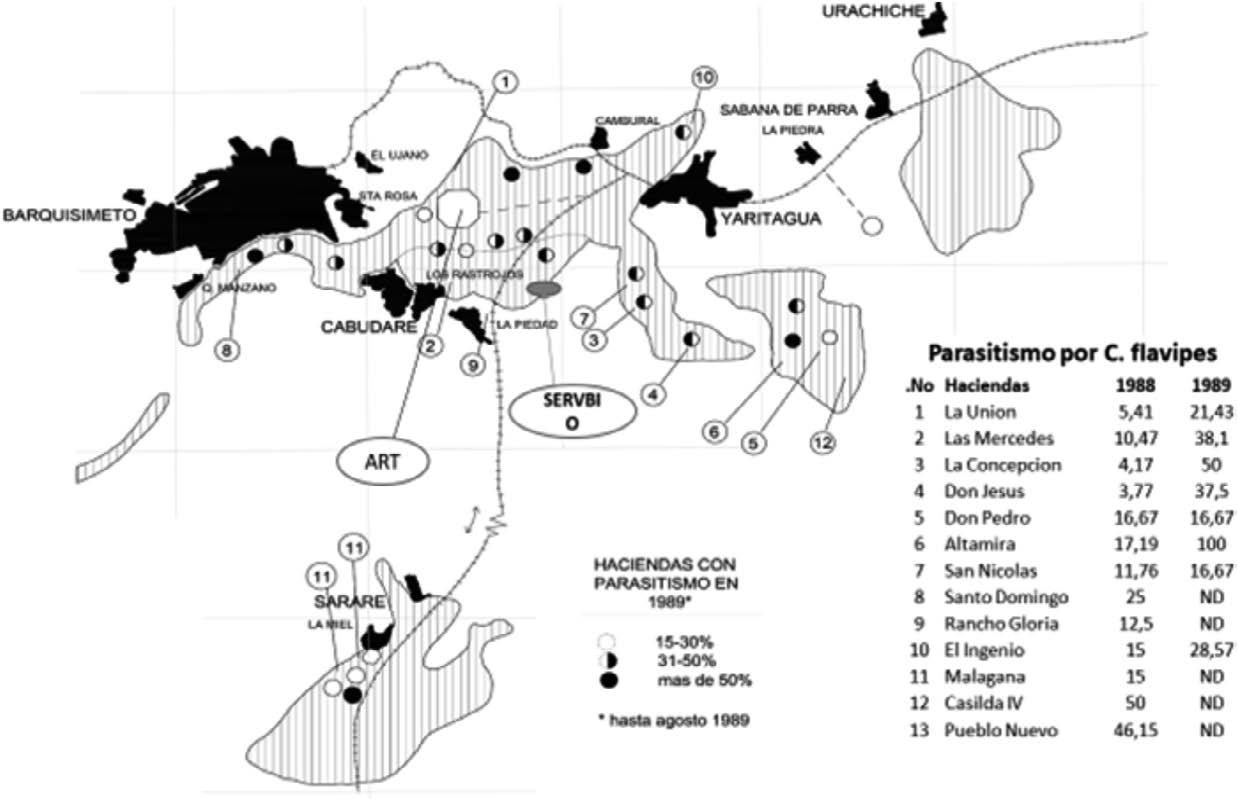 URACHICHE
1
10
SABANA DE PARRA
CAMBURAL
LA PIEDRA
EL UJANO
STA ROSA
BARQUISIMETO
YARITAGUA
LOS RASTROJOS
Q. MANZANO
CABUDARE
LA PIEDAD
7
3
8
2
9
4
SERVBI
O
6
5
12
ART
Parasitismo por C. flavipes
.No Haciendas 1988 1989
1 La Union 5,41 21,43
2 Las Mercedes 10,47 38,1
3 La Concepcion 4,17 50
4 Don Jesus 3,77 37,5
5 Don Pedro 16,67 16,67
6 Altamira 17,19 100
7 San Nicolas 11,76 16,67
8 Santo Domingo 25 ND
9 Rancho Gloria 12,5 ND
10 El Ingenio 15 28,57
11 Malagana 15 ND
12 Casilda IV 50 ND
13 Pueblo Nuevo 46,15 ND
11
11
SARARE
LA MIEL
HACIENDAS CON
PARASITISMO EN
1989*
15-30%
31-50%
mas de 50%
* hasta agosto 1989